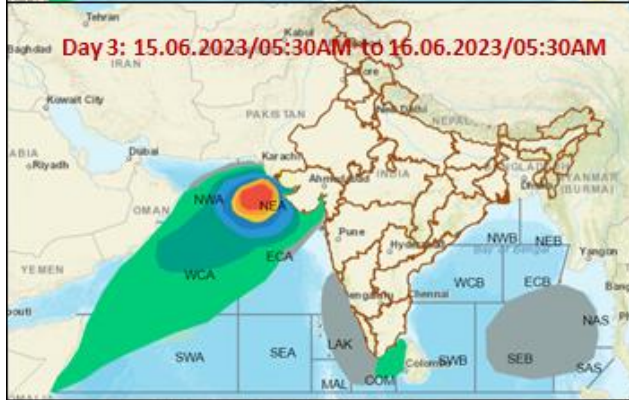 Tehran
Kabul
Day 3: 15.06.2023/05:30AM to 16.06.2023/05:30AM
Baghdad
IRAN
Kuwait City
PAKISTAN
New Delhi
NEPAL
Dubai
Karachi
Riyadh
Ahmedabad
INDIA
MYANMAR
(BURMA)
OMAN
NWA
NEA
Pune
ECA
Hyderabad
NWB
NEB
Yangon
YEMEN
WCA
WCB
ECB
Chennai
NAS
SWA
SEA
LAK
Colombo
SWB
SEB
SAS
MAL
COM